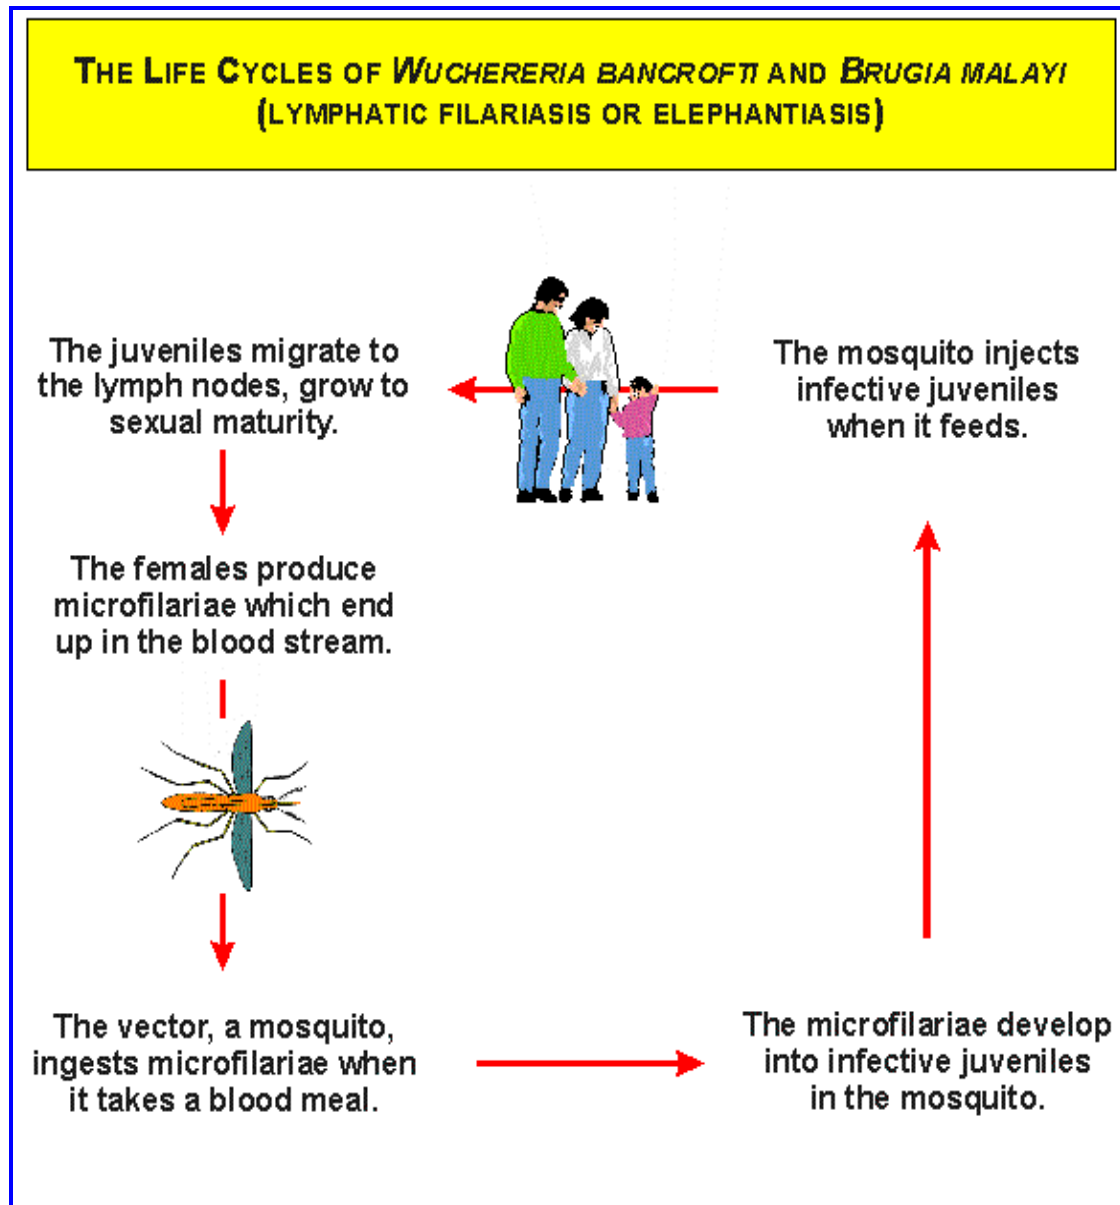 THE LIFE CYCLES OF WUCHERERIA BANCROFTI AND BRUGIA MALAYI
(LYMPHATIC FILARIASIS OR ELEPHANTIASIS)
The juveniles migrate to
the lymph nodes, grow to
sexual maturity.
The mosquito injects
infective juveniles
when it feeds.
The females produce
microfilariae which end
up in the blood stream.
The vector, a mosquito,
ingests microfilariae when
it takes a blood meal.
The microfilariae develop
into infective juveniles
in the mosquito.